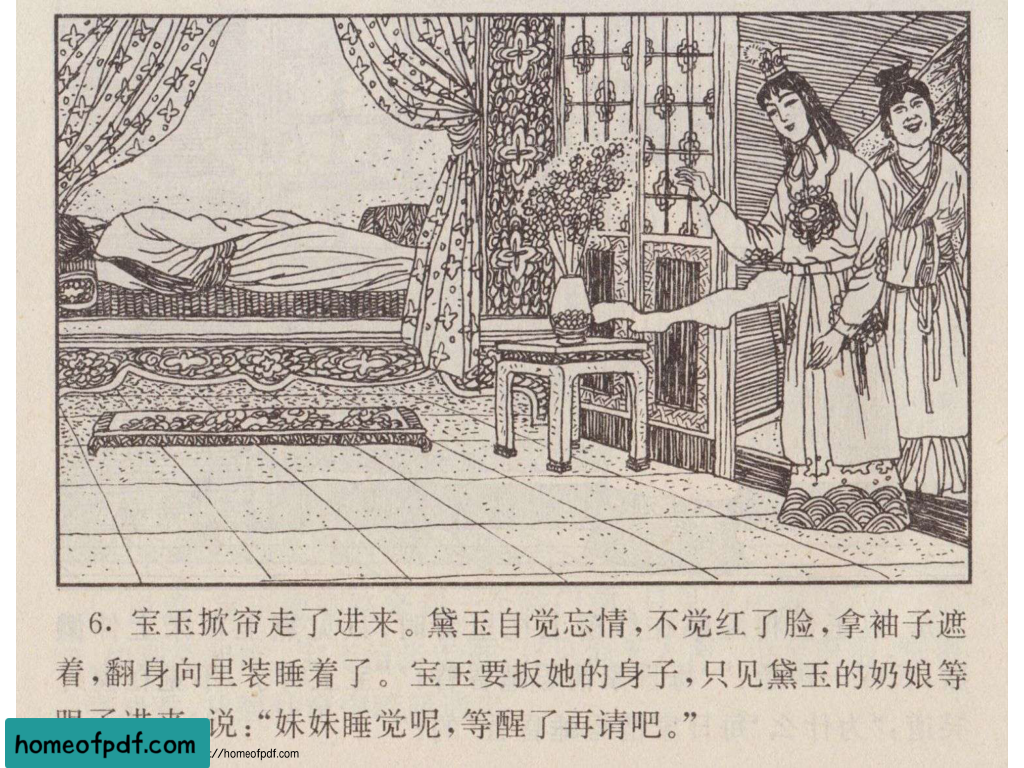 6. 宝玉掀帘走了进来。黛玉自觉忘情，不觉红了脸，拿袖子遮
着，翻身向里装睡着了。宝玉要扳她的身子，只见黛玉的奶娘等
说：“妹妹睡觉呢，等醒了再请吧。”
homeofpdf.com
//homeofpdf.com